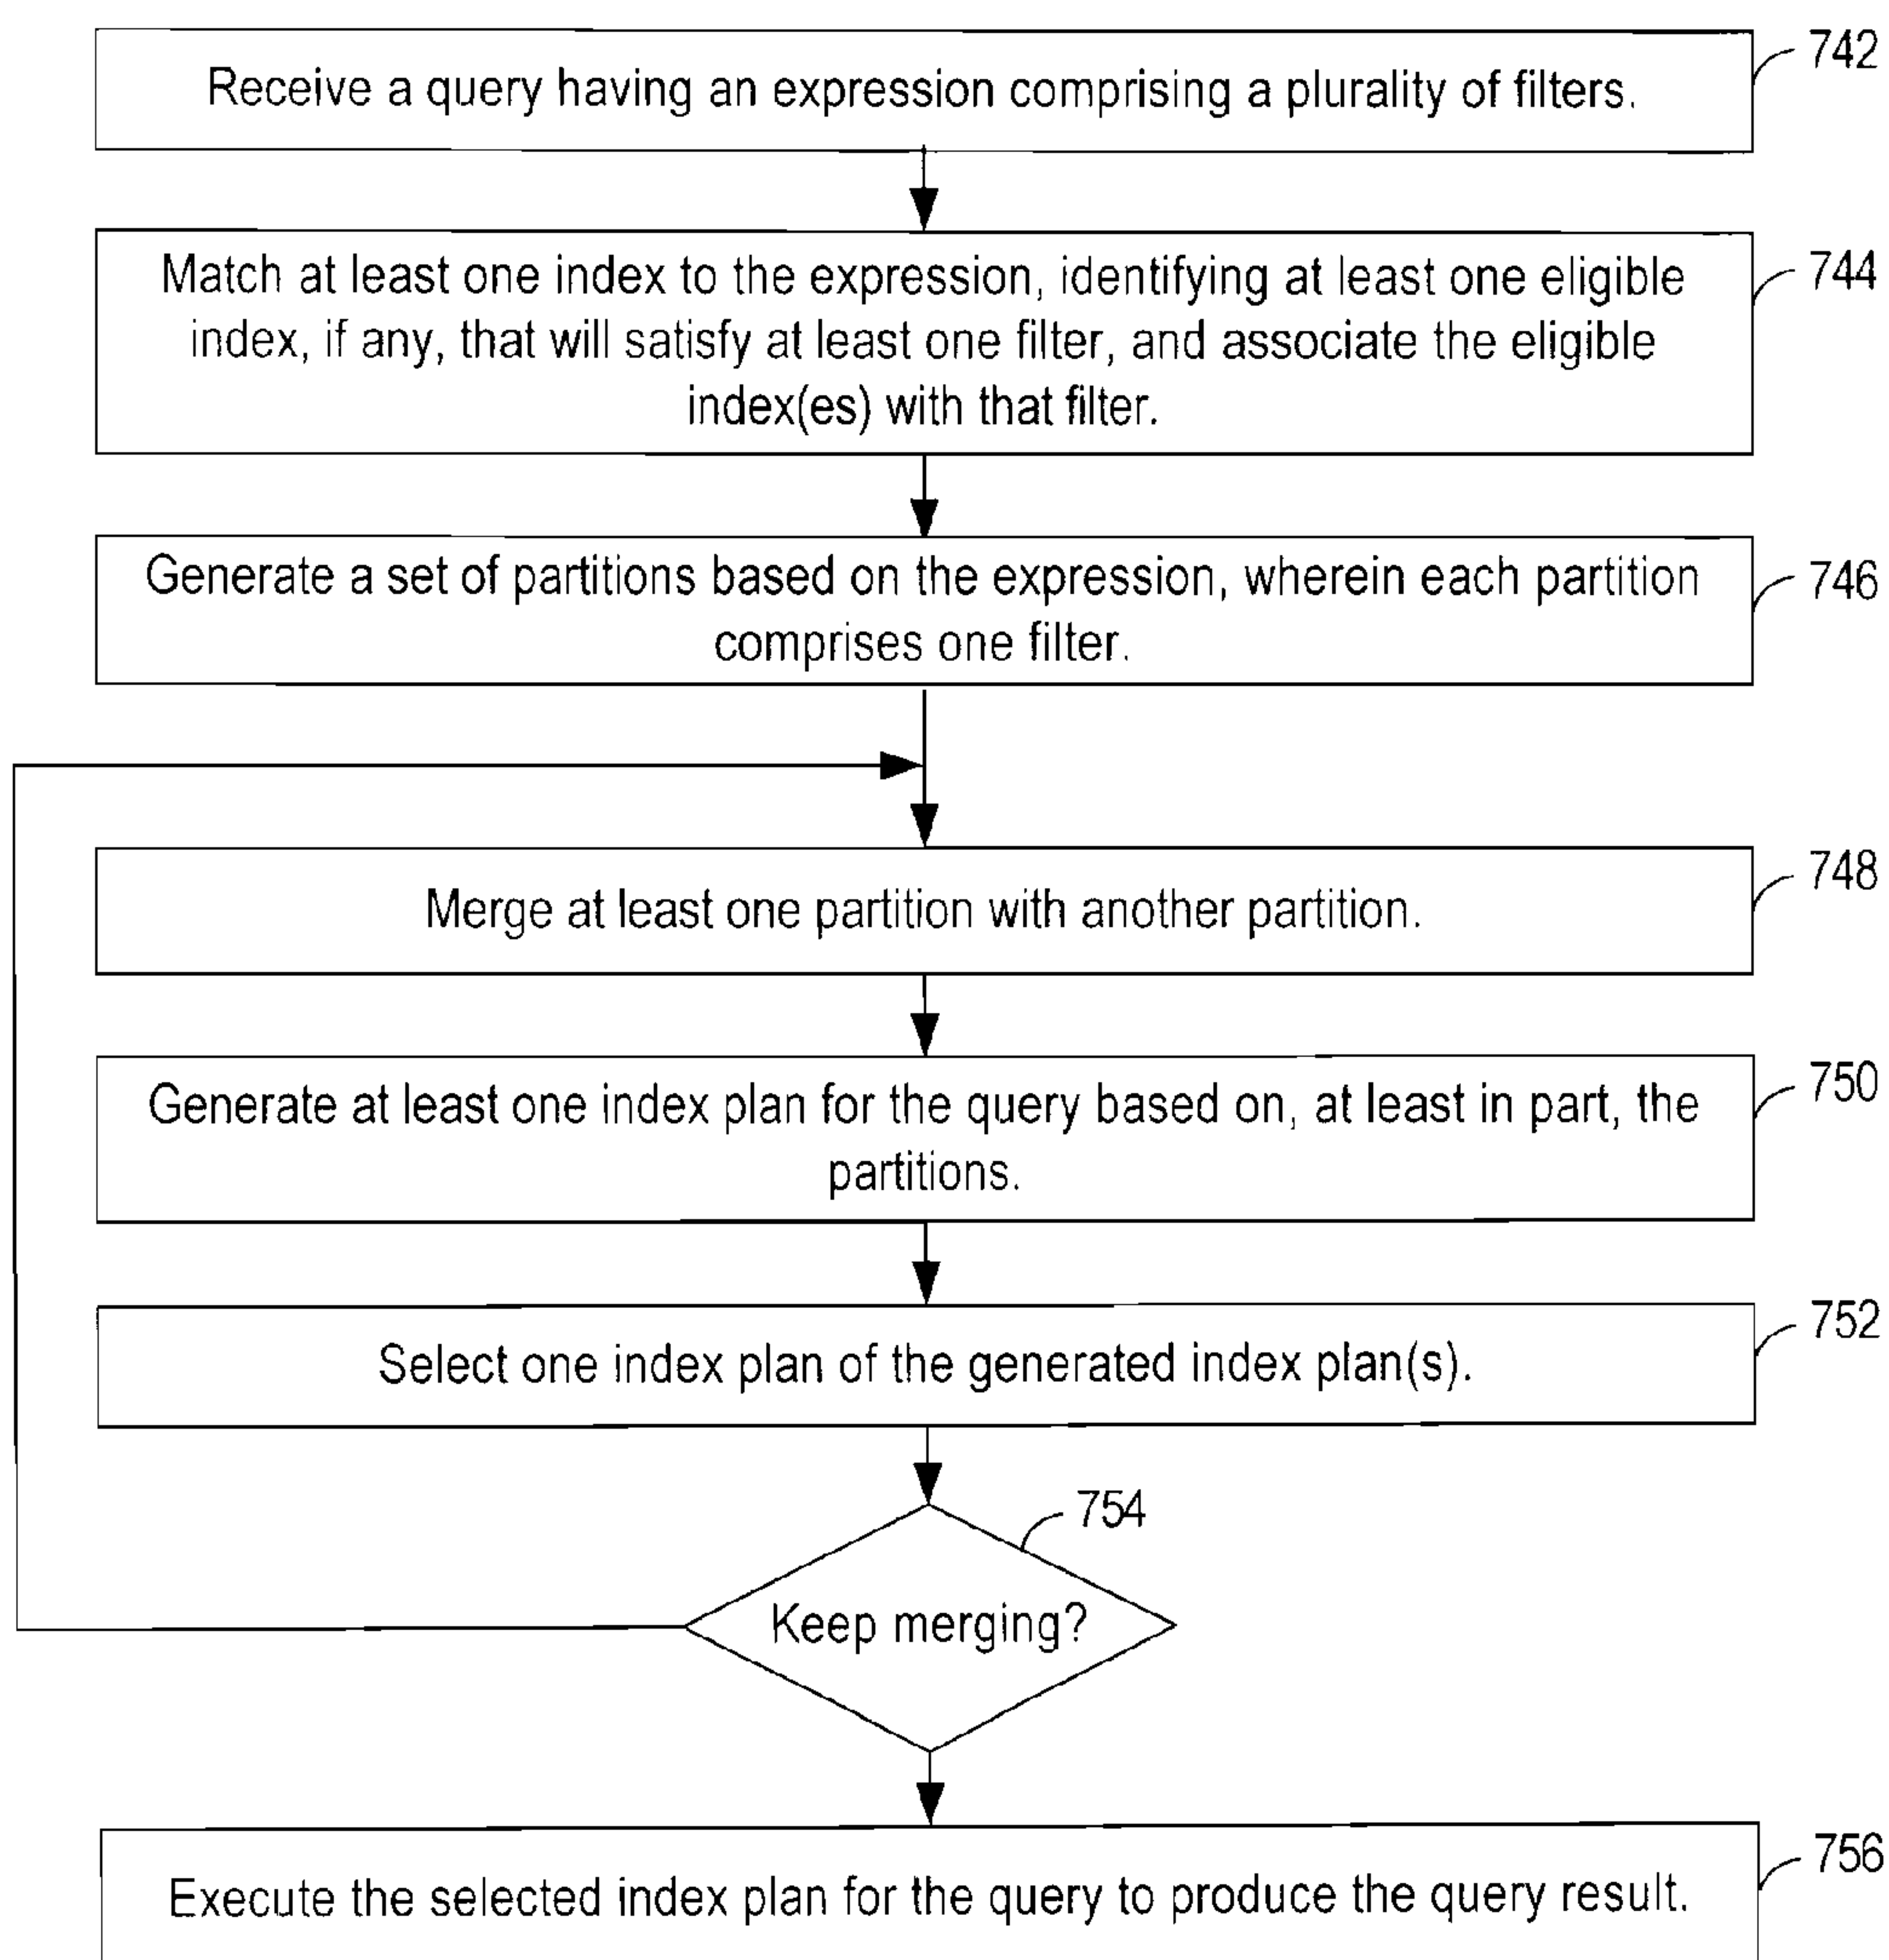 Receive a query having an expression comprising a plurality of filters.
742
Match at least one index to the expression, identifying at least one eligible
index, if any, that will satisfy at least one filter, and associate the eligible
index(es) with that filter.
744
Generate a set of partitions based on the expression, wherein each partition
comprises one filter.
746
Merge at least one partition with another partition.
748
Generate at least one index plan for the query based on, at least in part, the
partitions.
750
Select one index plan of the generated index plan(s).
752
754
Keep merging?
Execute the selected index plan for the query to produce the query result.
756